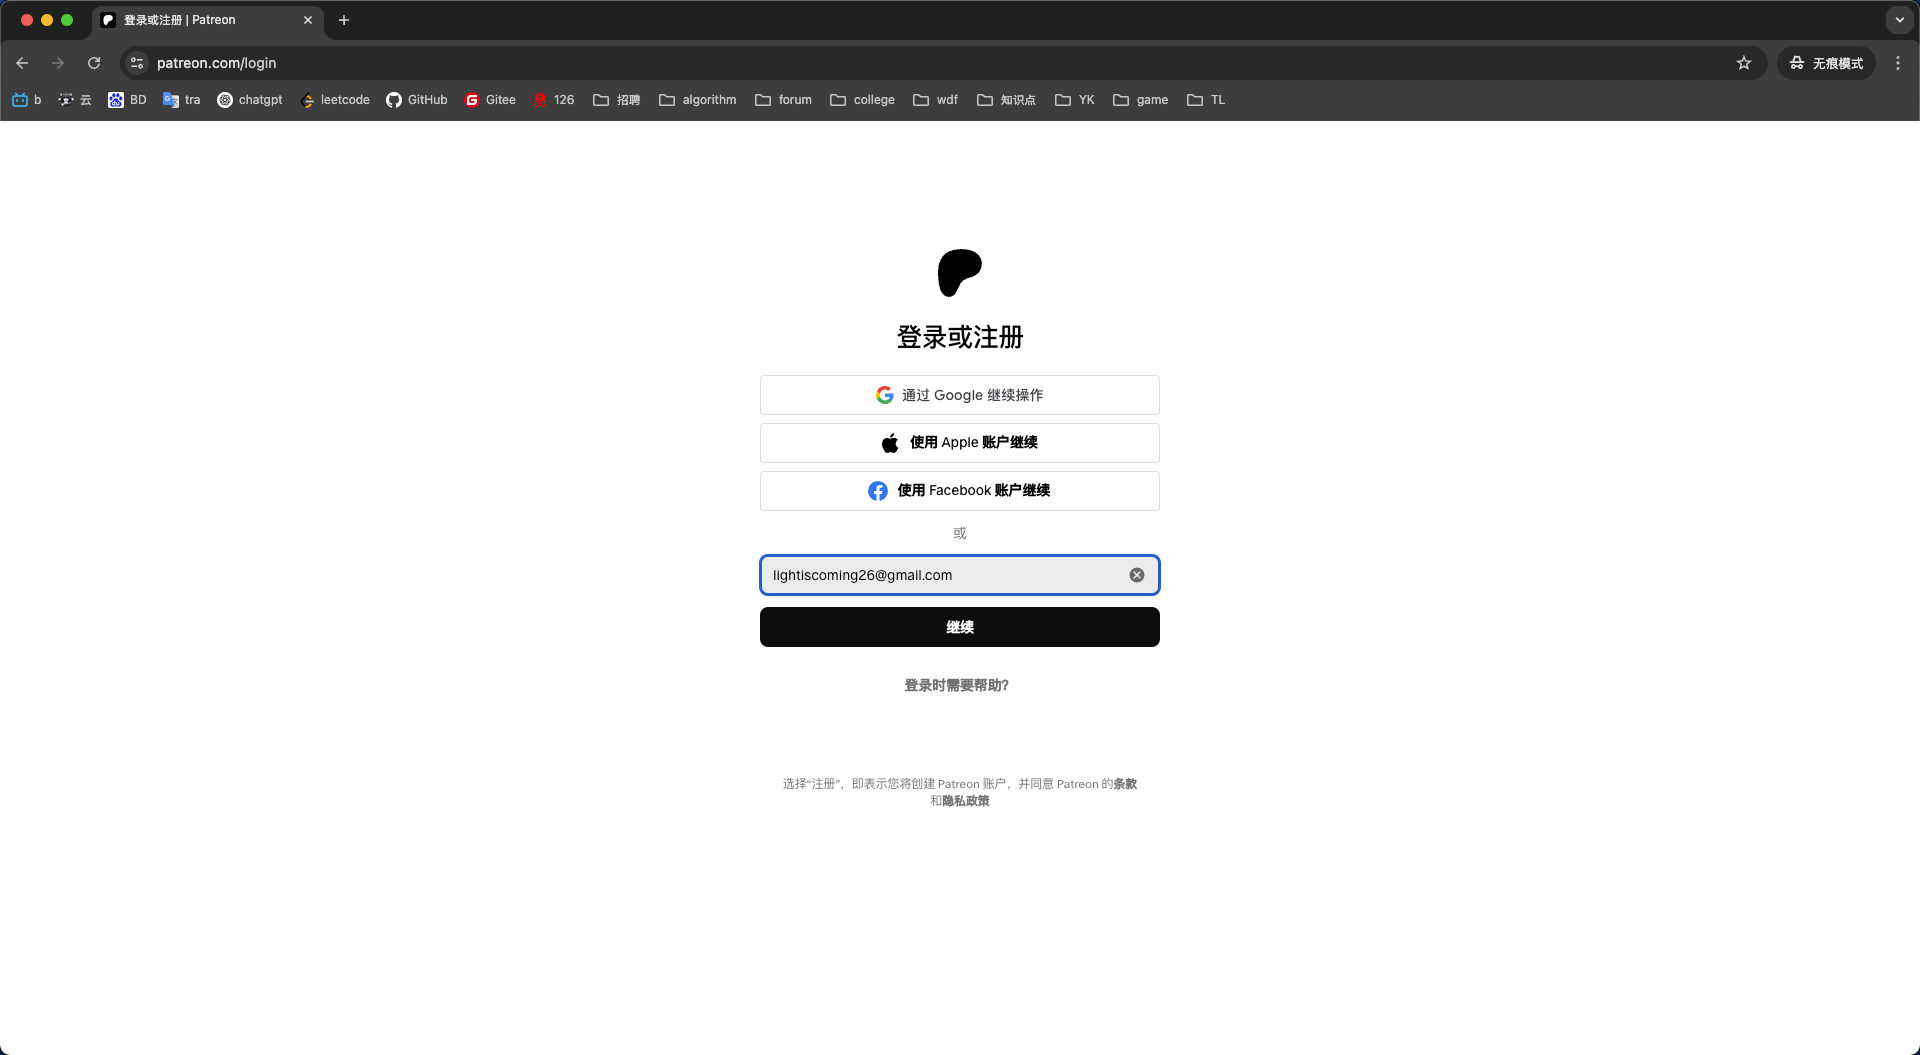 登录或注册 | Patreon
patreon.com/login
无痕模式
b 云 BD tra chatgpt leetcode GitHub Gitee 126 招聘 algorithm forum college wdf 知识点 YK game TL
登录或注册
通过 Google 继续操作
使用 Apple 账户继续
使用 Facebook 账户继续
或
lightiscoming26@gmail.com
继续
登录时需要帮助?
选择“注册”，即表示您将创建 Patreon 账户，并同意 Patreon 的条款
和隐私政策